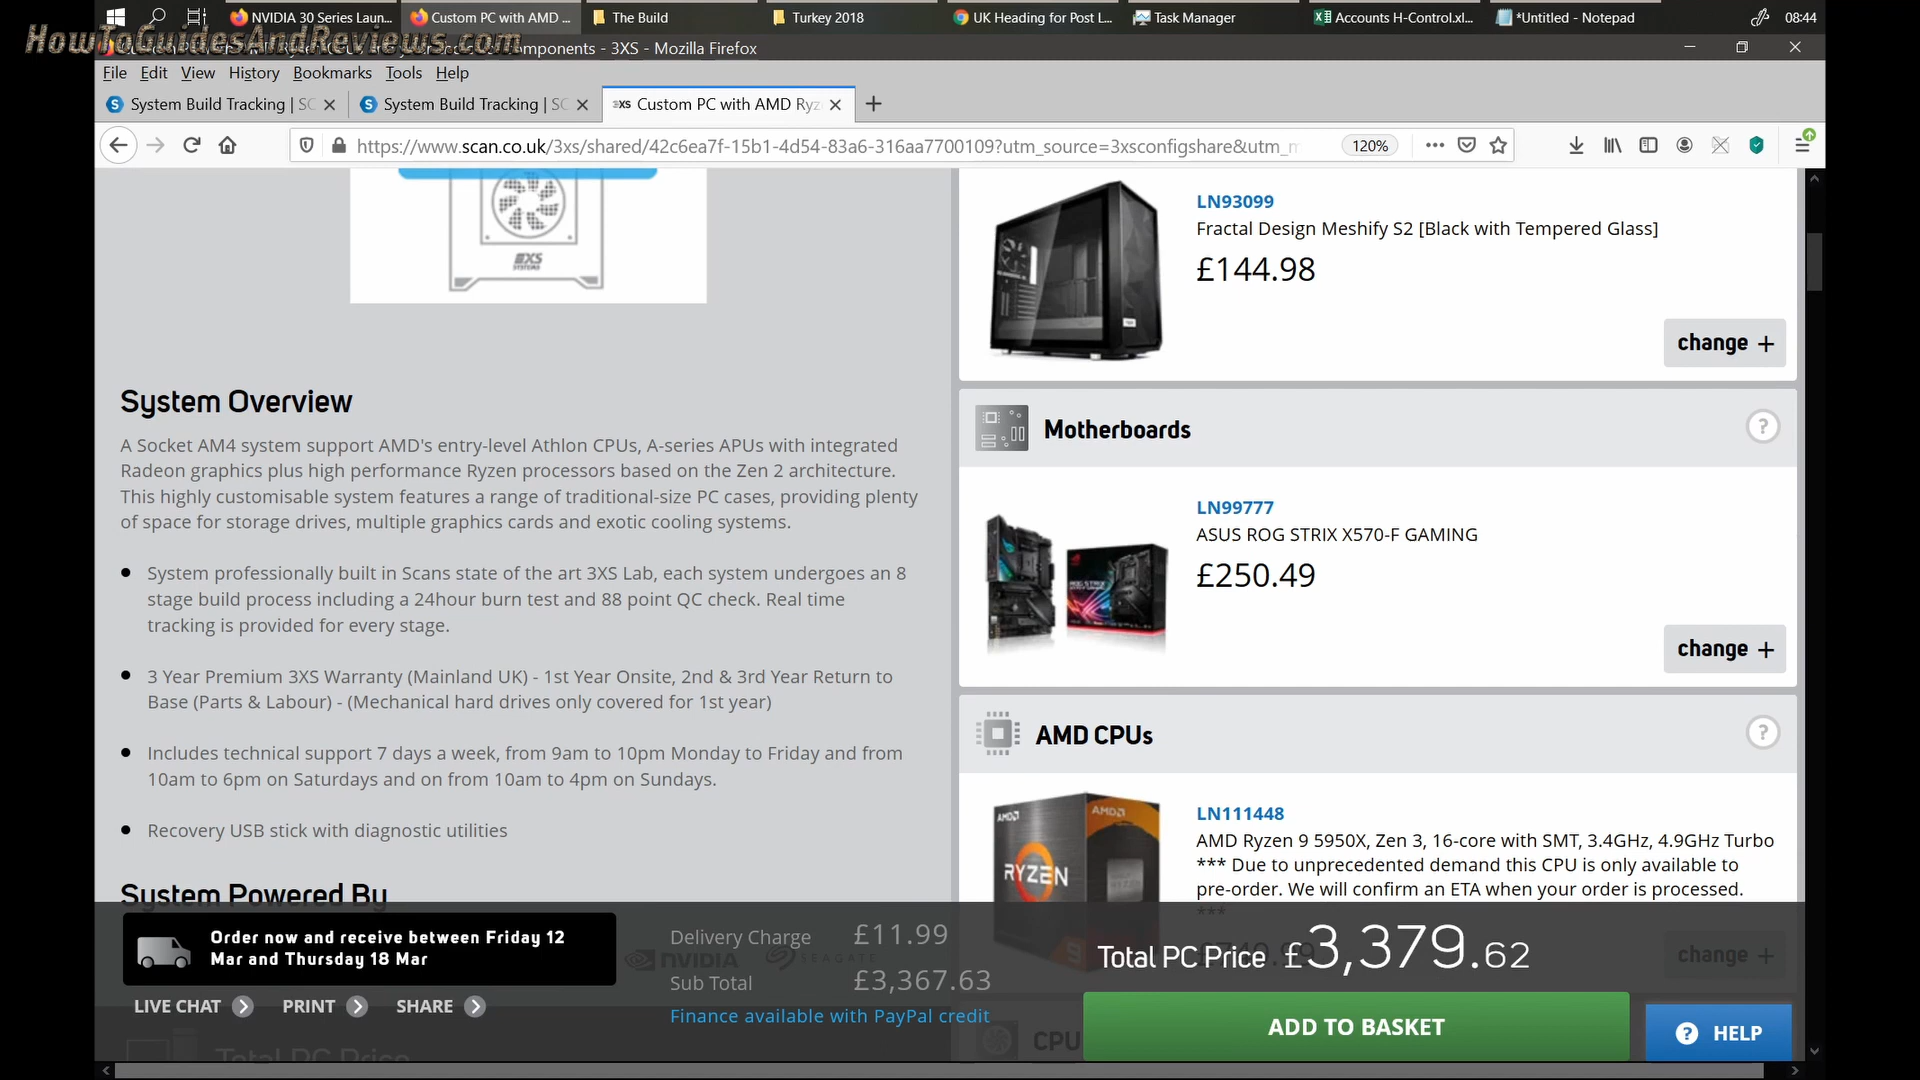 NVIDIA 30 Series Laun...
Custom PC with AMD ...
The Build
Turkey 2018
UK Heading for Post L...
Task Manager
Accounts H-Control.xl...
*Untitled - Notepad
08:44
HowToGuidesAndReviews.com
omponents - 3XS - Mozilla Firefox
File Edit View History Bookmarks Tools Help
System Build Tracking | SC
System Build Tracking | SC
3XS Custom PC with AMD Ryz
https://www.scan.co.uk/3xs/shared/42c6ea7f-15b1-4d54-83a6-316aa7700109?utm_source=3xsconfigshare&utm_m
120%
3XS
SYSTEMS
System Overview
A Socket AM4 system support AMD's entry-level Athlon CPUs, A-series APUs with integrated
Radeon graphics plus high performance Ryzen processors based on the Zen 2 architecture.
This highly customisable system features a range of traditional-size PC cases, providing plenty
of space for storage drives, multiple graphics cards and exotic cooling systems.
System professionally built in Scans state of the art 3XS Lab, each system undergoes an 8
stage build process including a 24hour burn test and 88 point QC check. Real time
tracking is provided for every stage.
3 Year Premium 3XS Warranty (Mainland UK) - 1st Year Onsite, 2nd & 3rd Year Return to
Base (Parts & Labour) - (Mechanical hard drives only covered for 1st year)
Includes technical support 7 days a week, from 9am to 10pm Monday to Friday and from
10am to 6pm on Saturdays and on from 10am to 4pm on Sundays.
Recovery USB stick with diagnostic utilities
System Powered By
LN93099
Fractal Design Meshify S2 [Black with Tempered Glass]
£144.98
change +
Motherboards
?
LN99777
ASUS ROG STRIX X570-F GAMING
£250.49
change +
AMD CPUs
?
AMD
AMD
RYZEN
9
LN111448
AMD Ryzen 9 5950X, Zen 3, 16-core with SMT, 3.4GHz, 4.9GHz Turbo
*** Due to unprecedented demand this CPU is only available to
pre-order. We will confirm an ETA when your order is processed.
***
change +
CPU
Order now and receive between Friday 12
Mar and Thursday 18 Mar
LIVE CHAT
PRINT
SHARE
NVIDIA
SEAGATE
Delivery Charge £11.99
Sub Total £3,367.63
Finance available with PayPal credit
Total PC Price £3,379.62
ADD TO BASKET
? HELP
Total PC Price